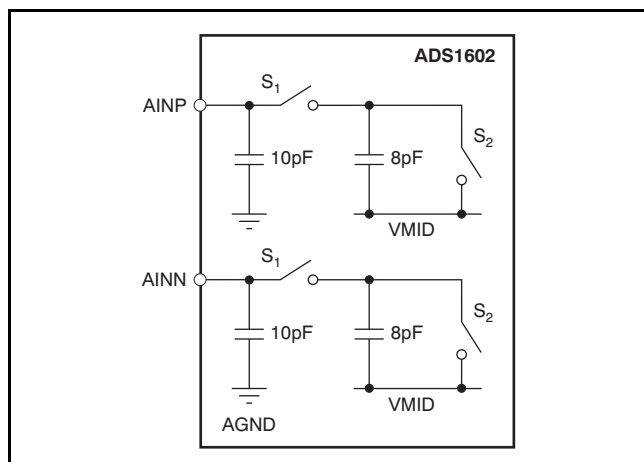 ADS1602
S1
AINP
S2
10pF
8pF
VMID
S1
AINN
S2
10pF
8pF
VMID
AGND